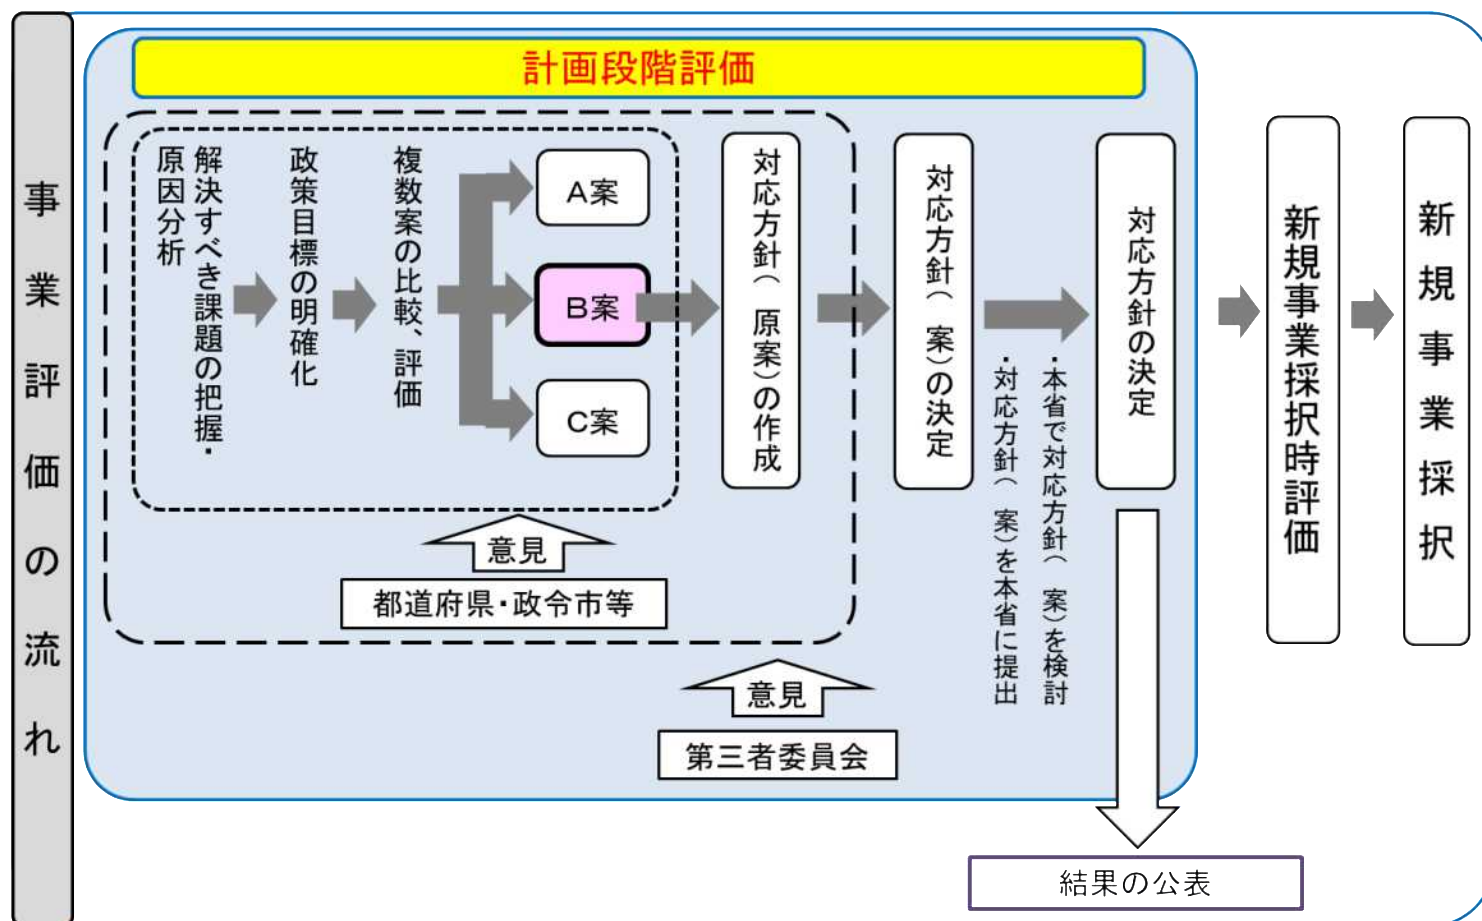 事業評価の流れ
計画段階評価
解決すべき課題の把握・
原因分析
政策目標の明確化
複数案の比較、評価
A案
B案
C案
対応方針（原案）の作成
対応方針（案）の決定
・対応方針（案）を本省に提出
・本省で対応方針（案）を検討
対応方針の決定
新規事業採択時評価
新規事業採択
意見
都道府県・政令市等
意見
第三者委員会
結果の公表